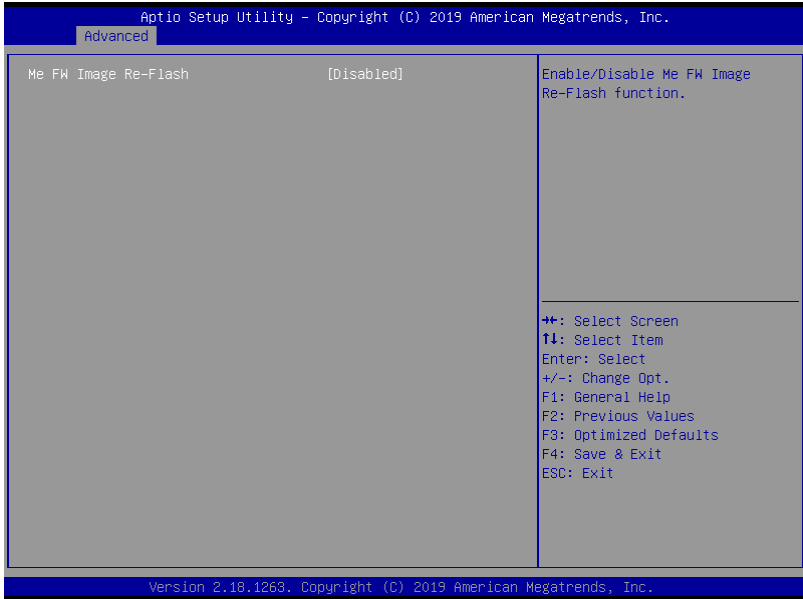 Aptio Setup Utility – Copyright (C) 2019 American Megatrends, Inc.
Advanced
Me FW Image Re–Flash [Disabled]
Enable/Disable Me FW Image
Re–Flash function.
→←: Select Screen
↑↓: Select Item
Enter: Select
+/–: Change Opt.
F1: General Help
F2: Previous Values
F3: Optimized Defaults
F4: Save & Exit
ESC: Exit
Version 2.18.1263. Copyright (C) 2019 American Megatrends, Inc.